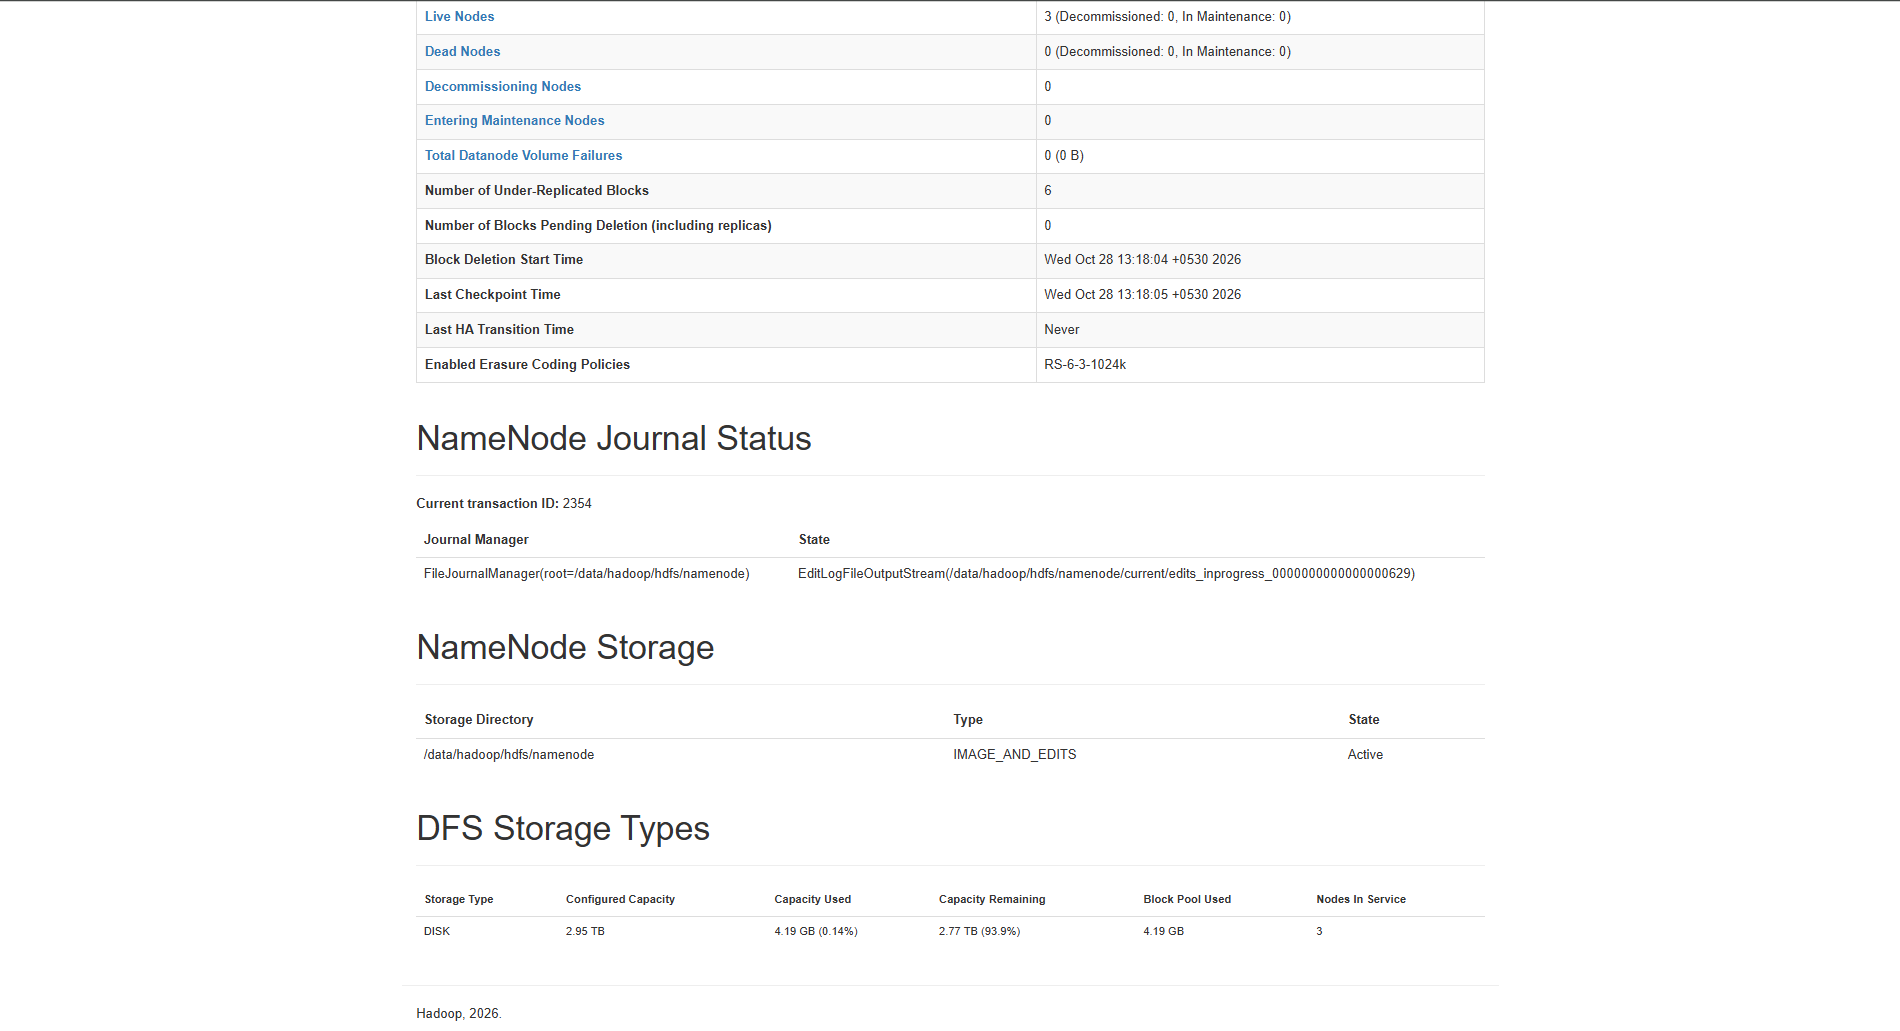 Live Nodes 3 (Decommissioned: 0, In Maintenance: 0)
Dead Nodes 0 (Decommissioned: 0, In Maintenance: 0)
Decommissioning Nodes 0
Entering Maintenance Nodes 0
Total Datanode Volume Failures 0 (0 B)
Number of Under-Replicated Blocks 6
Number of Blocks Pending Deletion (including replicas) 0
Block Deletion Start Time Wed Oct 28 13:18:04 +0530 2026
Last Checkpoint Time Wed Oct 28 13:18:05 +0530 2026
Last HA Transition Time Never
Enabled Erasure Coding Policies RS-6-3-1024k
NameNode Journal Status
Current transaction ID: 2354
Journal Manager State
FileJournalManager(root=/data/hadoop/hdfs/namenode) EditLogFileOutputStream(/data/hadoop/hdfs/namenode/current/edits_inprogress_0000000000000000629)
NameNode Storage
Storage Directory Type State
/data/hadoop/hdfs/namenode IMAGE_AND_EDITS Active
DFS Storage Types
Storage Type Configured Capacity Capacity Used Capacity Remaining Block Pool Used Nodes In Service
DISK 2.95 TB 4.19 GB (0.14%) 2.77 TB (93.9%) 4.19 GB 3
Hadoop, 2026.